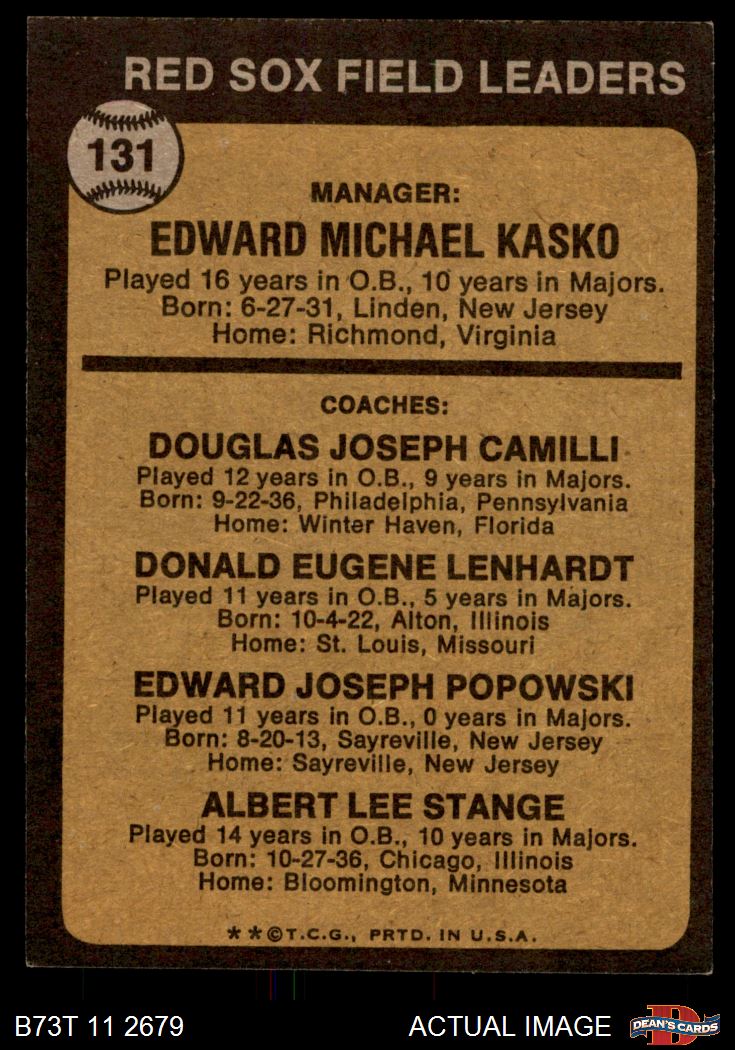 RED SOX FIELD LEADERS
131
MANAGER:
EDWARD MICHAEL KASKO
Played 16 years in O.B., 10 years in Majors.
Born: 6-27-31, Linden, New Jersey
Home: Richmond, Virginia
COACHES:
DOUGLAS JOSEPH CAMILLI
Played 12 years in O.B., 9 years in Majors.
Born: 9-22-36, Philadelphia, Pennsylvania
Home: Winter Haven, Florida
DONALD EUGENE LENHARDT
Played 11 years in O.B., 5 years in Majors.
Born: 10-4-22, Alton, Illinois
Home: St. Louis, Missouri
EDWARD JOSEPH POPOWSKI
Played 11 years in O.B., 0 years in Majors.
Born: 8-20-13, Sayreville, New Jersey
Home: Sayreville, New Jersey
ALBERT LEE STANGE
Played 14 years in O.B., 10 years in Majors.
Born: 10-27-36, Chicago, Illinois
Home: Bloomington, Minnesota
**©T.C.G., PRTD. IN U.S.A.
B73T 11 2679
ACTUAL IMAGE
D
DEAN'S CARDS